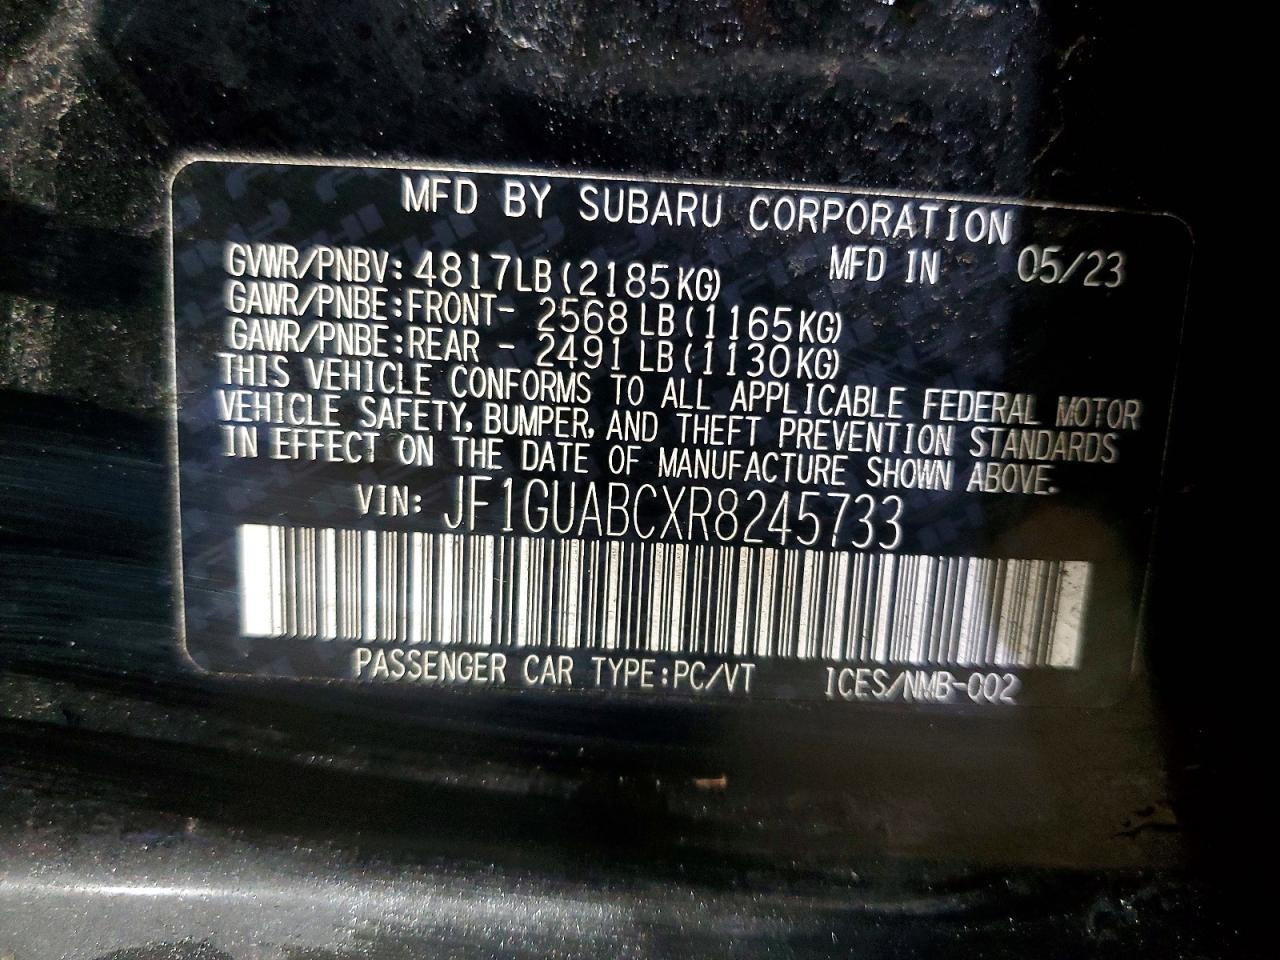 MFD BY SUBARU CORPORATION
MFD IN 05/23
GVWR/PNBV: 4817LB (2185KG)
GAWR/PNBE:FRONT- 2568 LB (1165KG)
GAWR/PNBE:REAR - 2491 LB (1130KG)
THIS VEHICLE CONFORMS TO ALL APPLICABLE FEDERAL MOTOR
VEHICLE SAFETY, BUMPER, AND THEFT PREVENTION STANDARDS
IN EFFECT ON THE DATE OF MANUFACTURE SHOWN ABOVE.
VIN: JF1GUABCXR8245733
PASSENGER CAR TYPE:PC/VT ICES/NMB-002